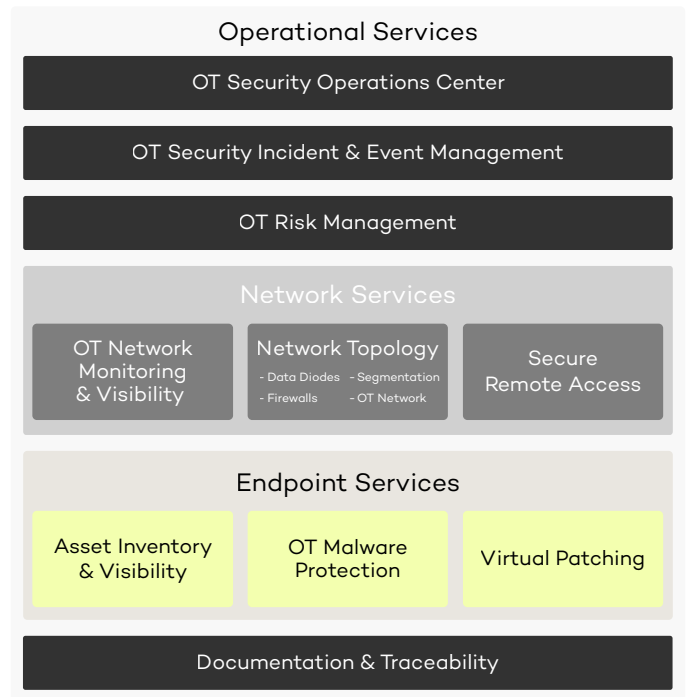 Operational Services
OT Security Operations Center
OT Security Incident & Event Management
OT Risk Management
Network Services
OT Network
Monitoring
& Visibility
Network Topology
- Data Diodes - Segmentation
- Firewalls - OT Network
Secure
Remote Access
Endpoint Services
Asset Inventory
& Visibility
OT Malware
Protection
Virtual Patching
Documentation & Traceability